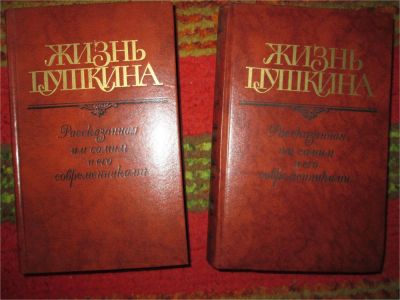 ЖИЗНЬ
ПУШКИНА
Рассказанная
им самим
и его
современниками
ЖИЗНЬ
ПУШКИНА
Рассказанная
им самим
и его
современниками